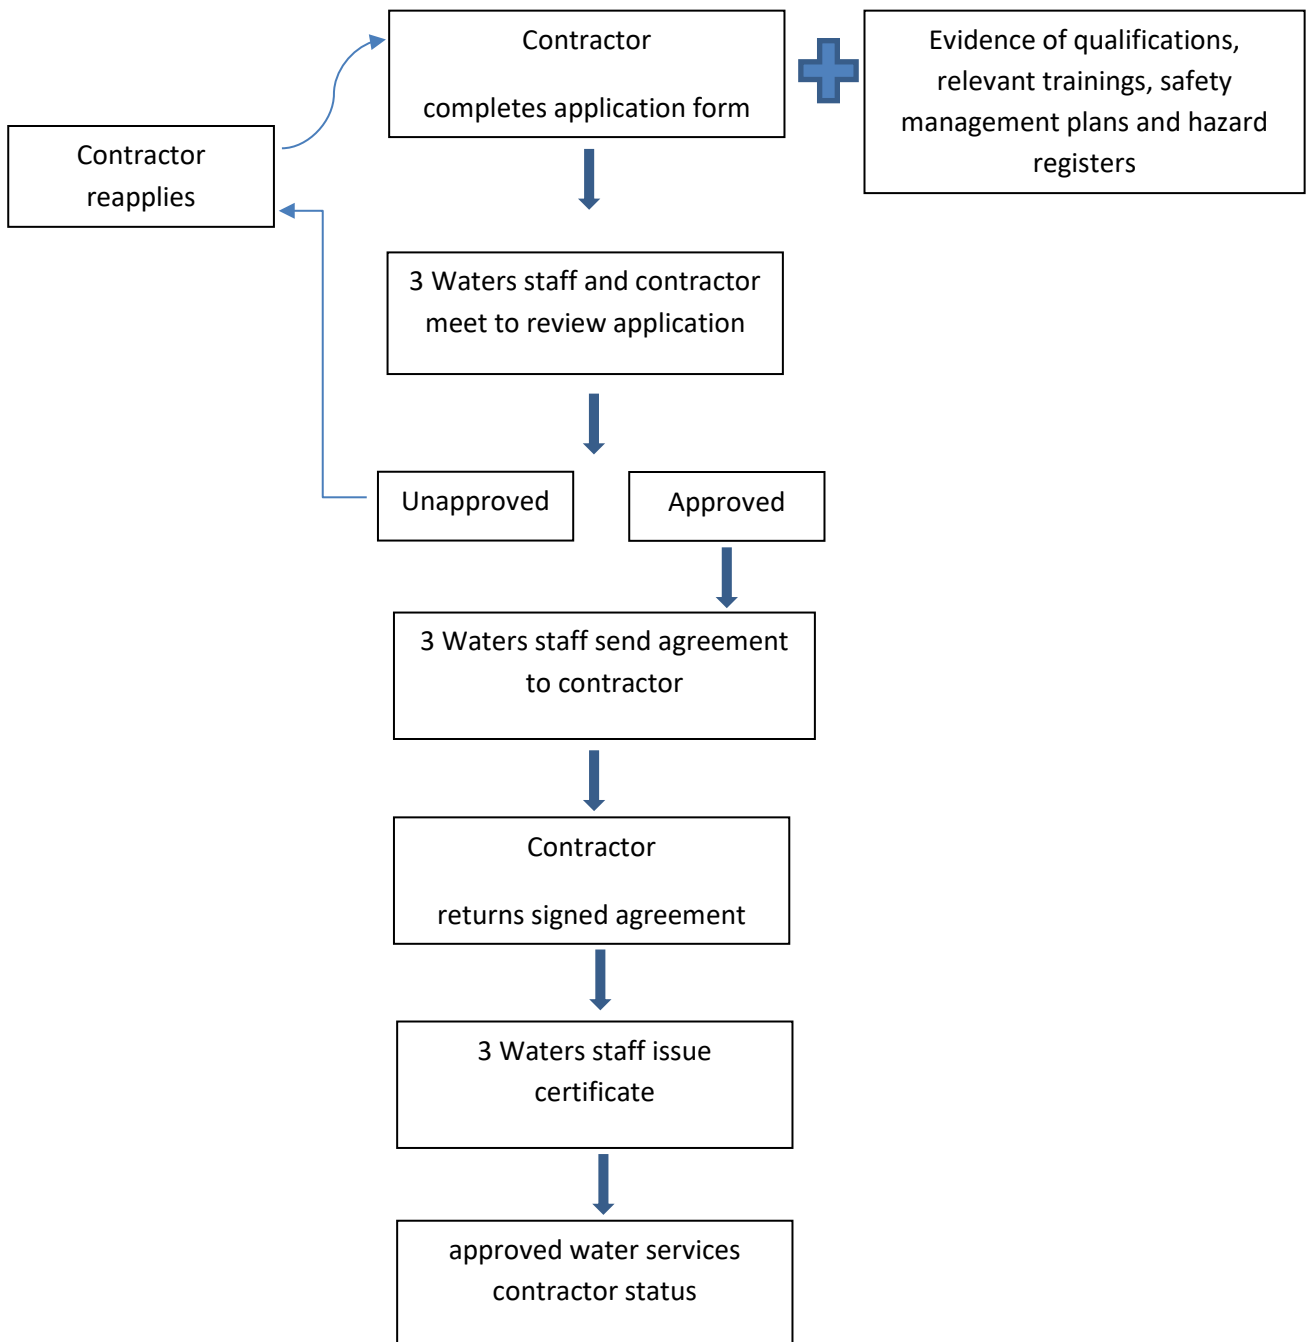 Contractor
completes application form
Evidence of qualifications,
relevant trainings, safety
management plans and hazard
registers
Contractor
reapplies
3 Waters staff and contractor
meet to review application
Unapproved
Approved
3 Waters staff send agreement
to contractor
Contractor
returns signed agreement
3 Waters staff issue
certificate
approved water services
contractor status